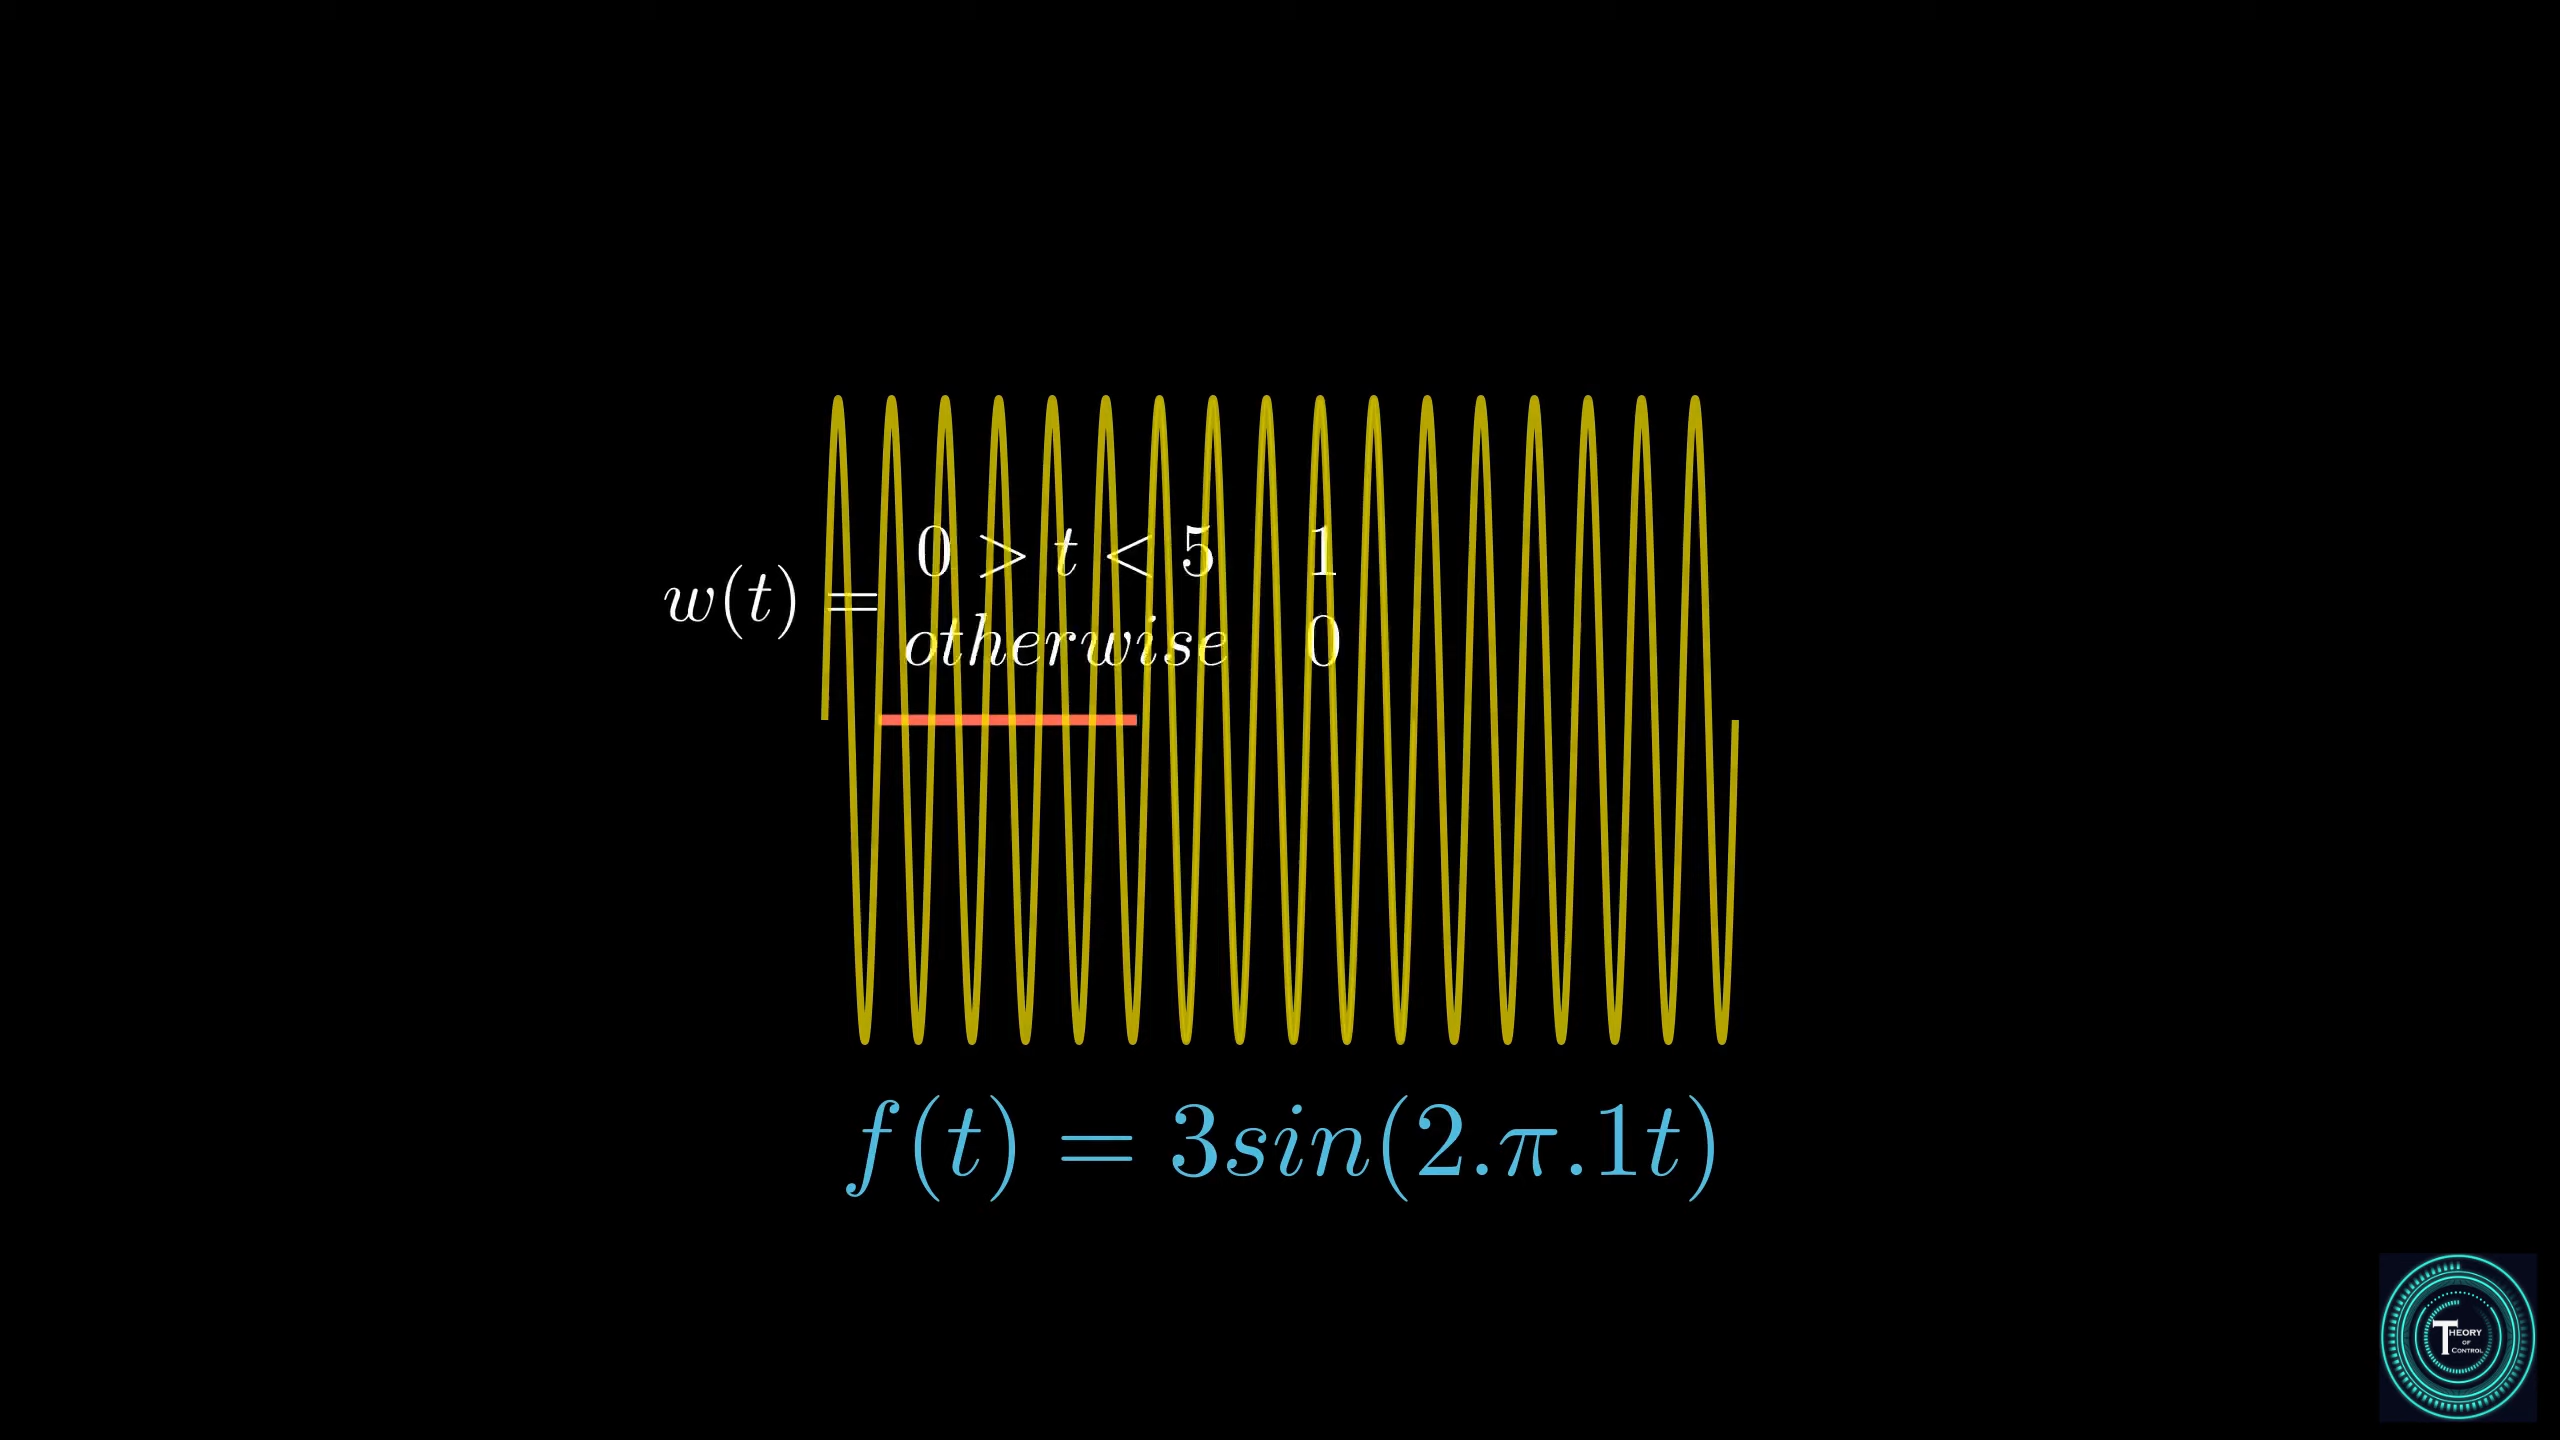 w(t) = 0 > t < 5 1
otherwise 0
f(t) = 3sin(2.π.1t)
THEORY
OF
CONTROL